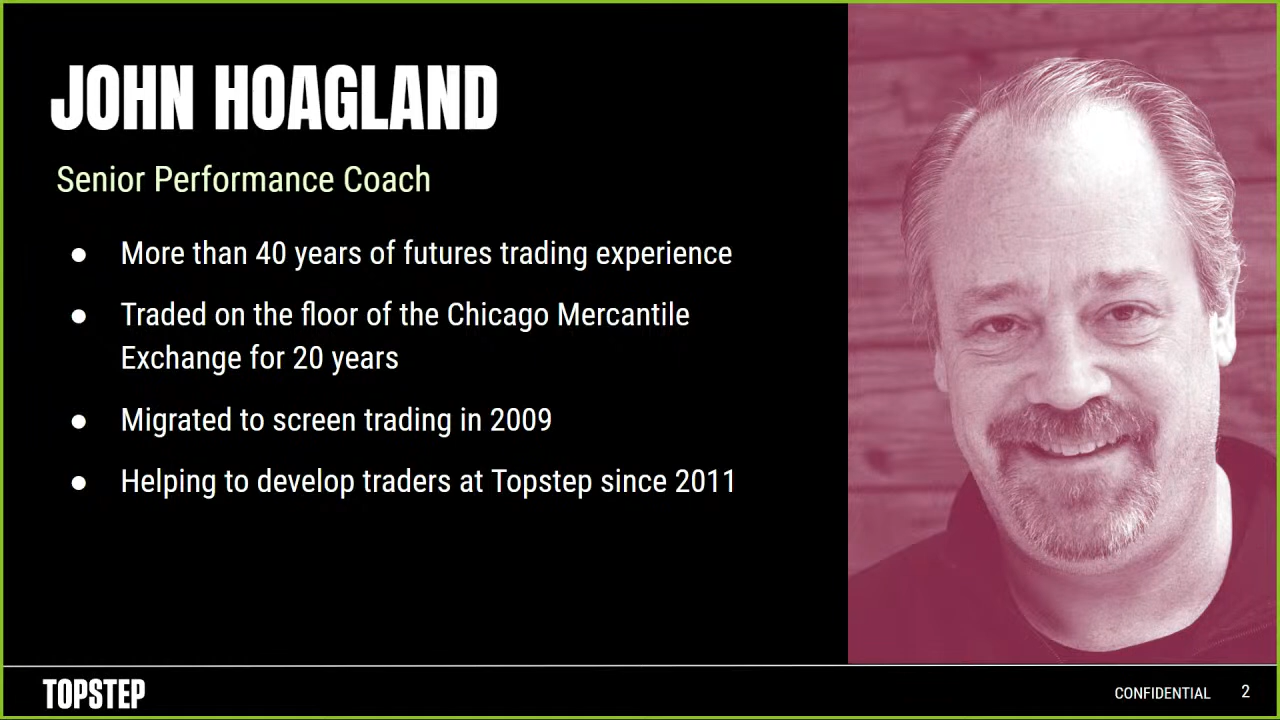 JOHN HOAGLAND
Senior Performance Coach
● More than 40 years of futures trading experience
● Traded on the floor of the Chicago Mercantile
Exchange for 20 years
● Migrated to screen trading in 2009
● Helping to develop traders at Topstep since 2011
TOPSTEP
CONFIDENTIAL 2